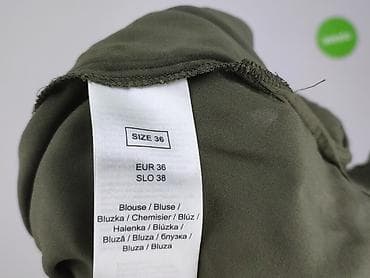 SIZE 36
EUR 36
SLO 38
Blouse / Bluse /
Bluzka / Chemisier / Blúz /
Halenka / Blúzka /
Bluză / Bluza / блузка /
Bluza / Bluza